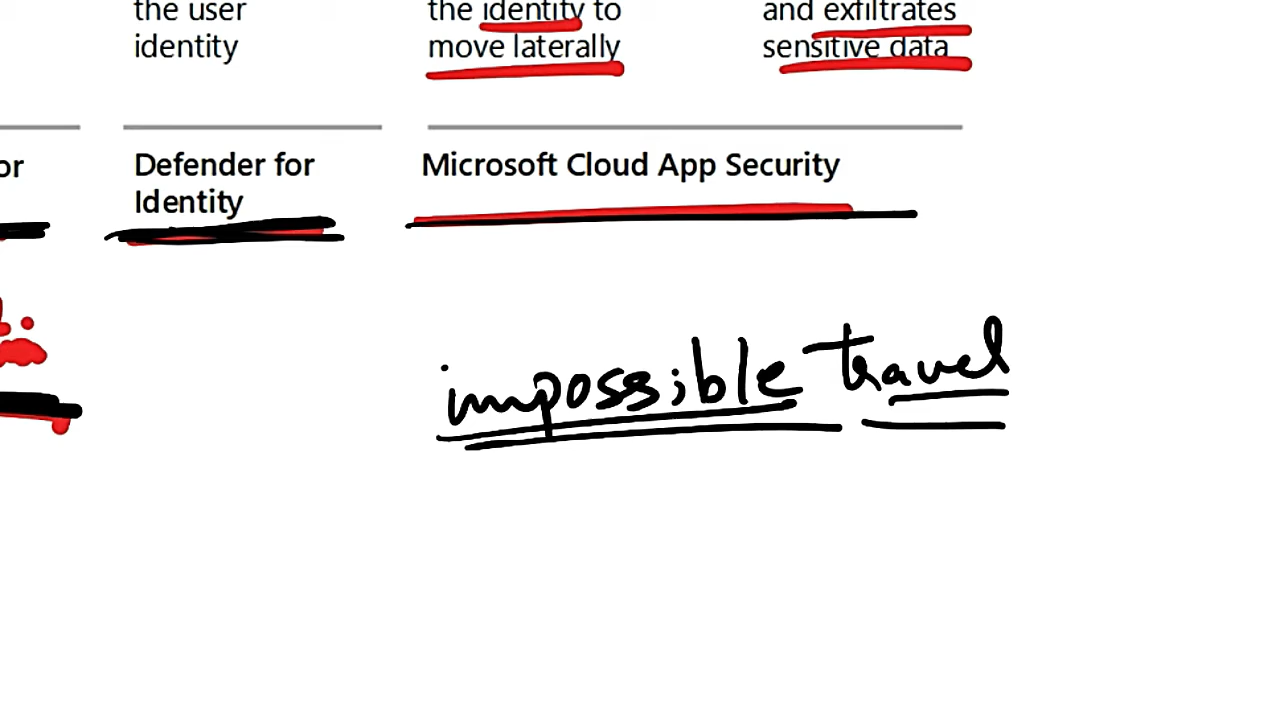 the user
identity
the identity to
move laterally
and exfiltrates
sensitive data
or
Defender for
Identity
Microsoft Cloud App Security
impossible travel